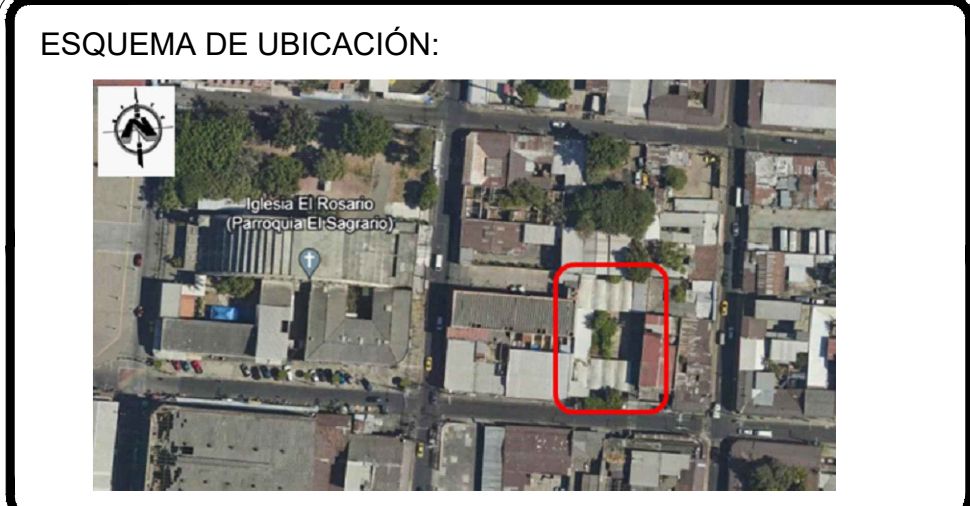 ESQUEMA DE UBICACIÓN:
Iglesia El Rosario
(Parroquia El Sagrario)